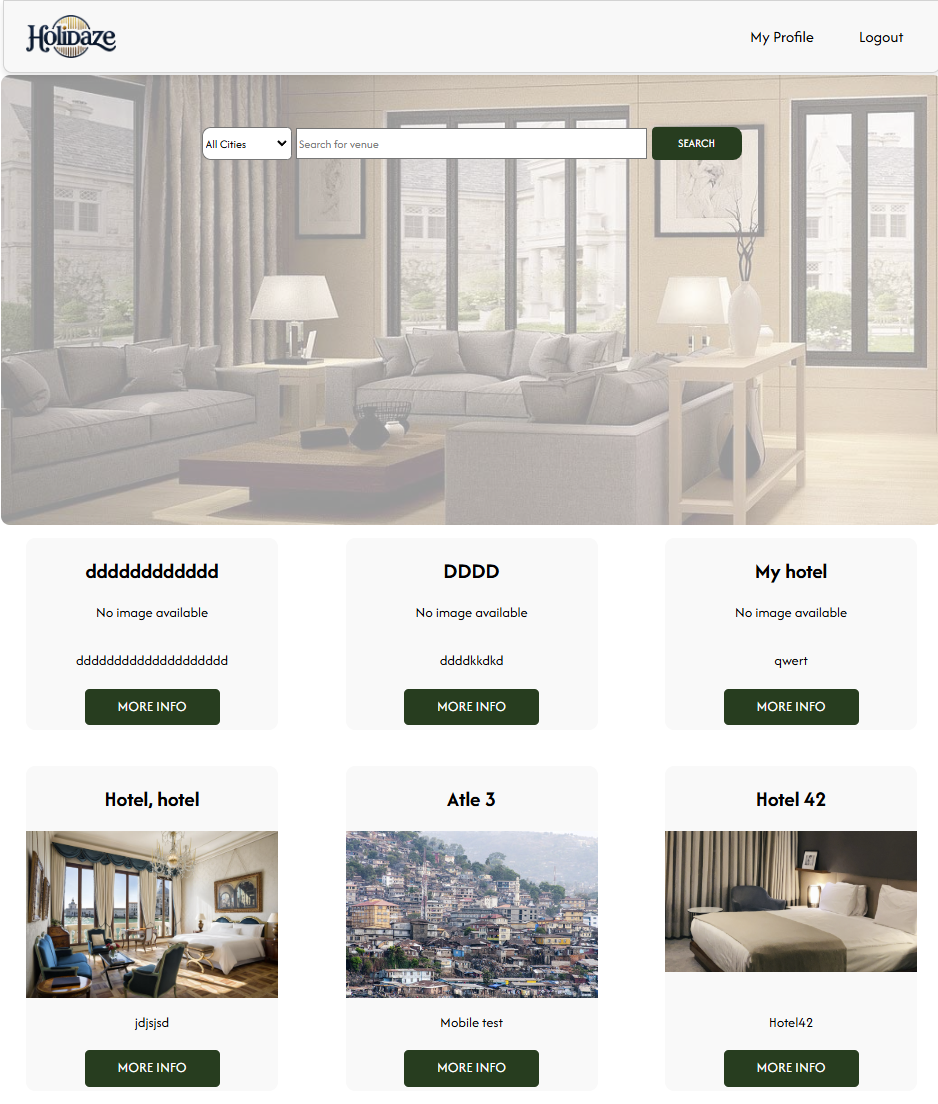 Holidaze
My Profile
Logout
All Cities
Search for venue
SEARCH
dddddddddddd
No image available
dddddddddddddddddddd
MORE INFO
DDDD
No image available
ddddkkdkd
MORE INFO
My hotel
No image available
qwert
MORE INFO
Hotel, hotel
jdjsjsd
MORE INFO
Atle 3
Mobile test
MORE INFO
Hotel 42
Hotel42
MORE INFO